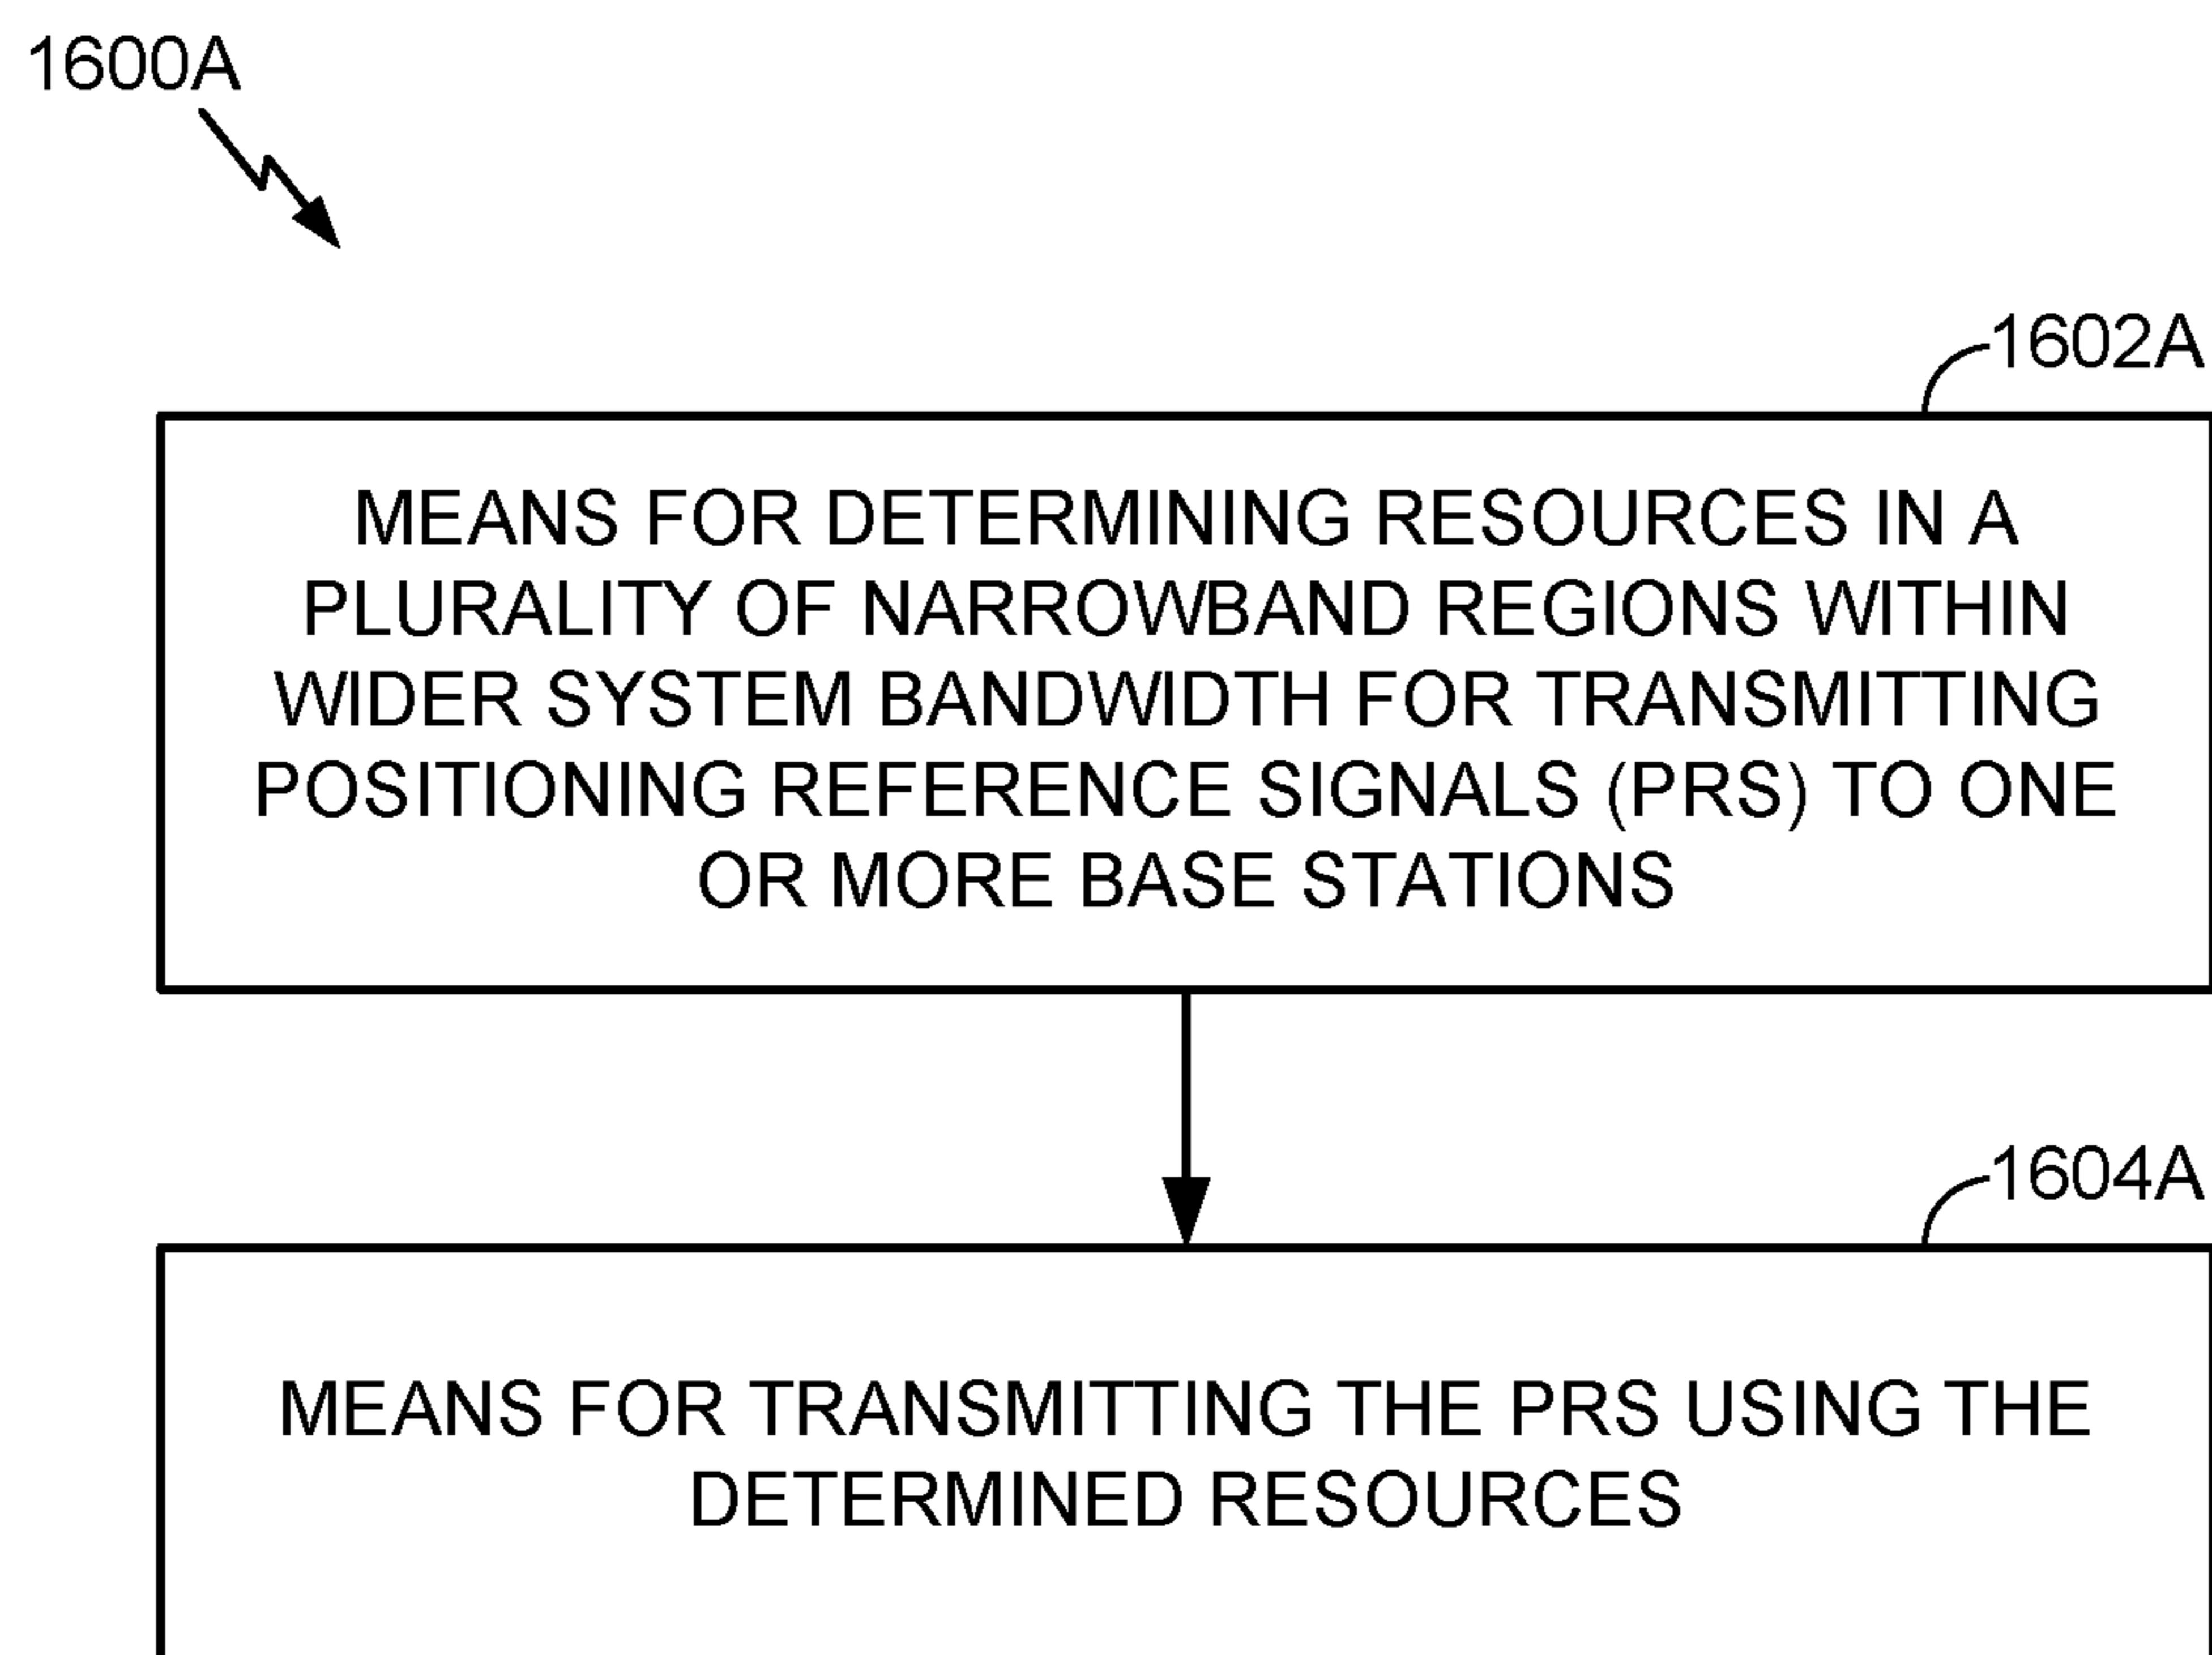 1600A
1602A
MEANS FOR DETERMINING RESOURCES IN A
PLURALITY OF NARROWBAND REGIONS WITHIN
WIDER SYSTEM BANDWIDTH FOR TRANSMITTING
POSITIONING REFERENCE SIGNALS (PRS) TO ONE
OR MORE BASE STATIONS
1604A
MEANS FOR TRANSMITTING THE PRS USING THE
DETERMINED RESOURCES